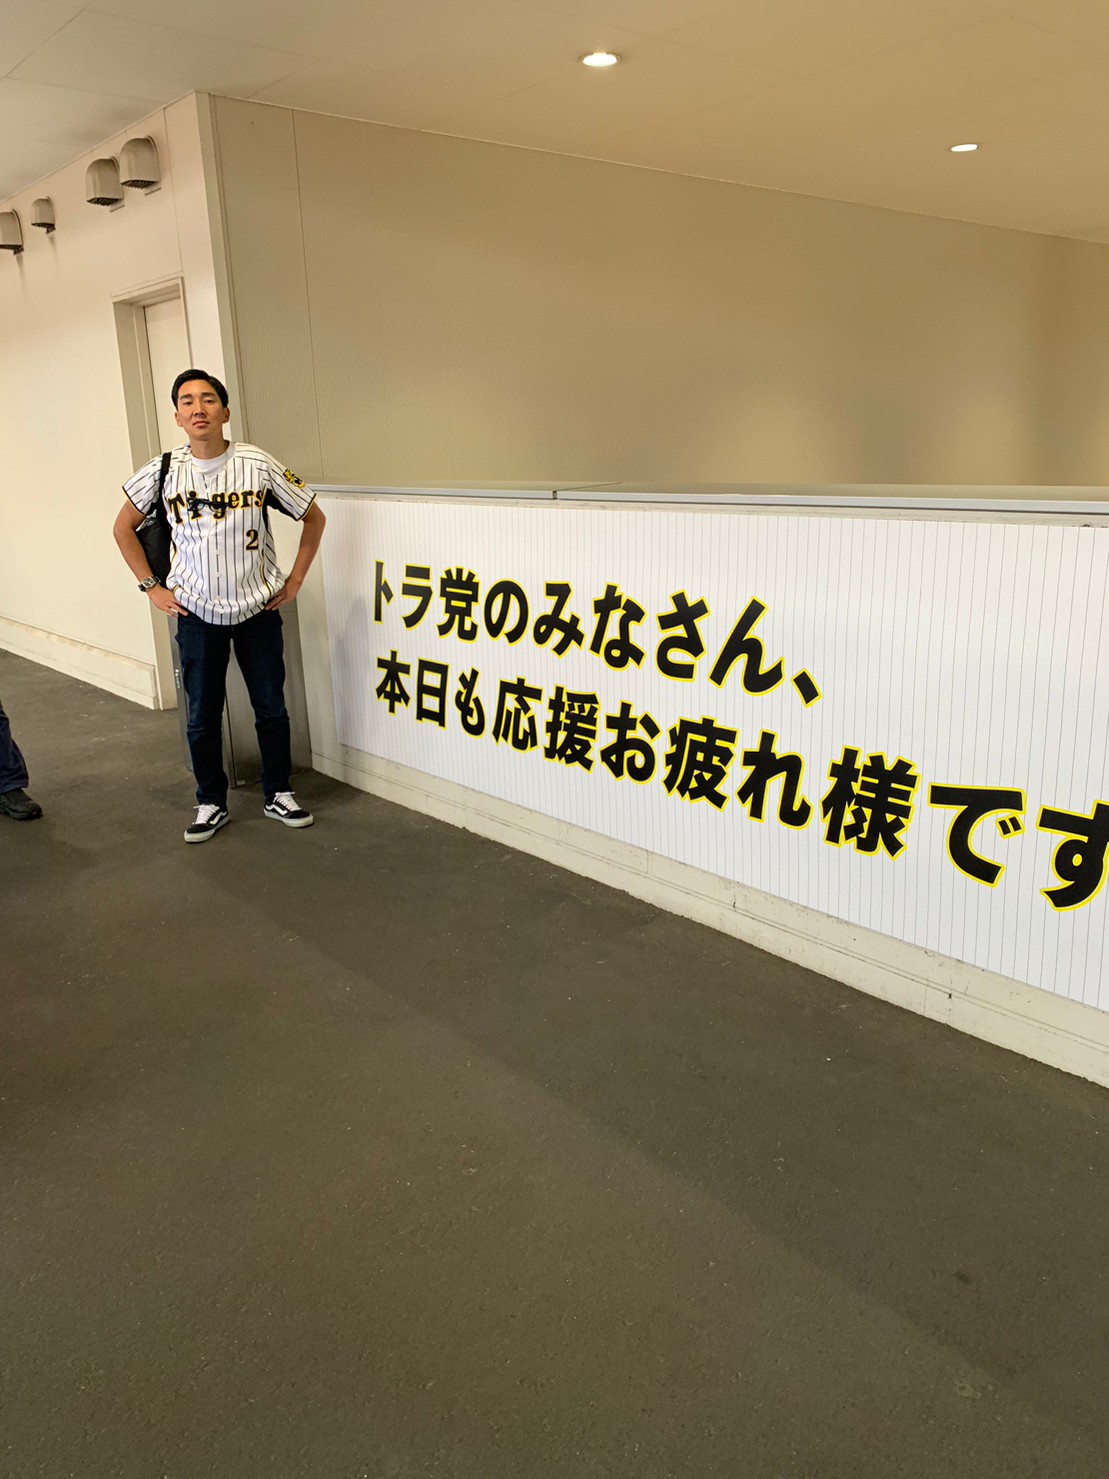 Tigers
2
トラ党のみなさん、
本日も応援お疲れ様です